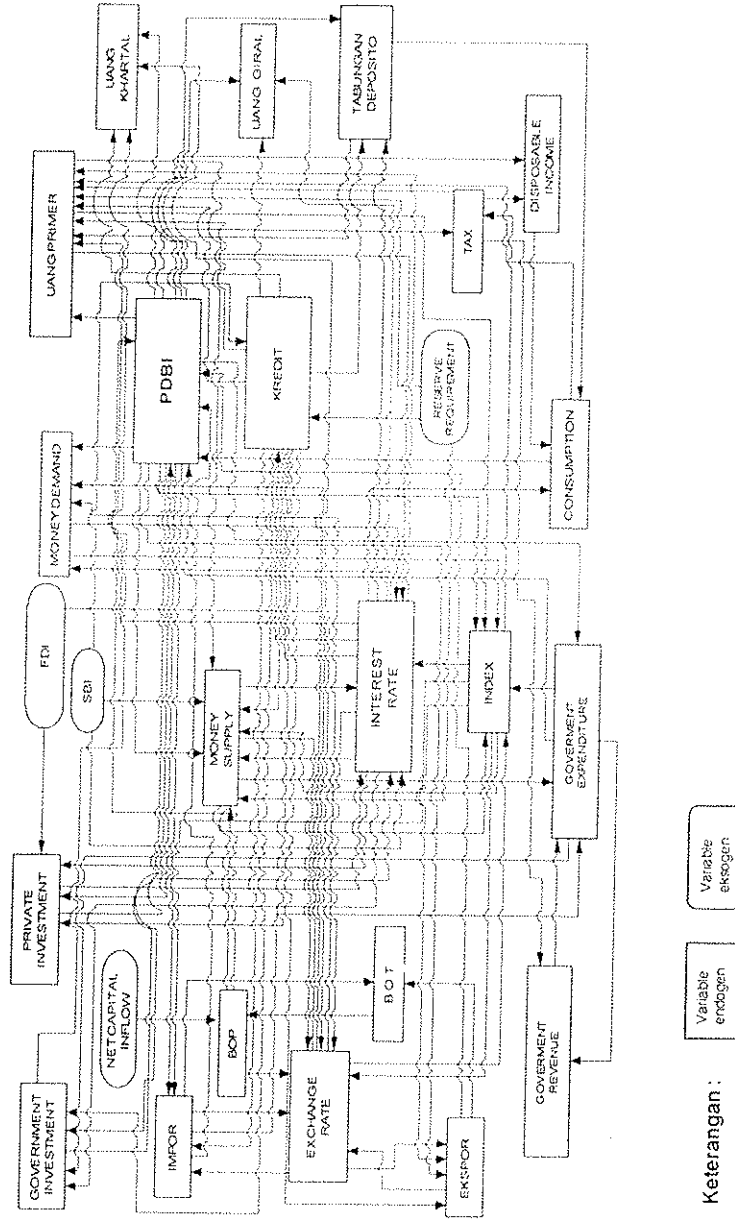 GOVERNMENT
INVESTMENT
PRIVATE
INVESTMENT
FDI
MONEY DEMAND
UANG PRIMER
UANG
KHARTAL
NET CAPITAL
INFLOW
SBI
IMPOR
BOP
MONEY
SUPPLY
PDBI
UANG GIRAL
EXCHANGE
RATE
B O T
INTEREST
RATE
KREDIT
TABUNGAN
DEPOSITO
RESERVE
REQUIREMENT
EKSPOR
INDEX
TAX
GOVERMENT
REVENUE
GOVERMENT
EXPENDITURE
CONSUMPTION
DISPOSABLE
INCOME
Keterangan :
Variable
endogen
Variable
eksogen